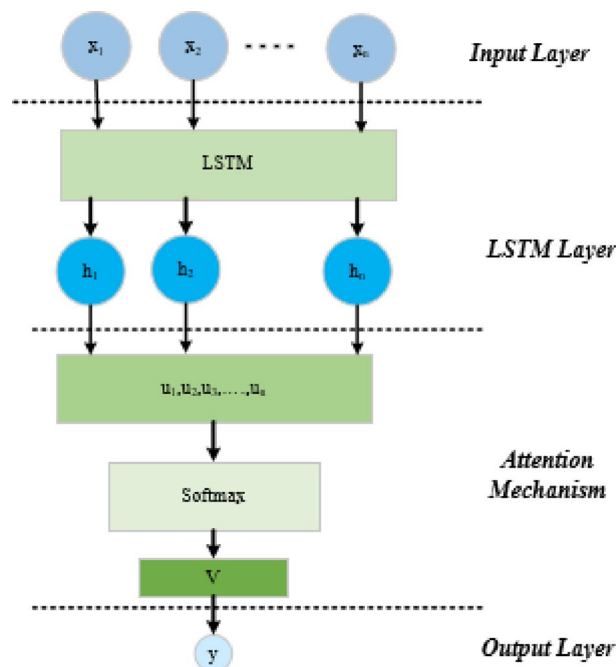 x₁ x₂ ···· xₙ
Input Layer
LSTM
h₁ h₂ hₙ
LSTM Layer
u₁,u₂,u₃,....,uₙ
Softmax
Attention
Mechanism
V
y
Output Layer